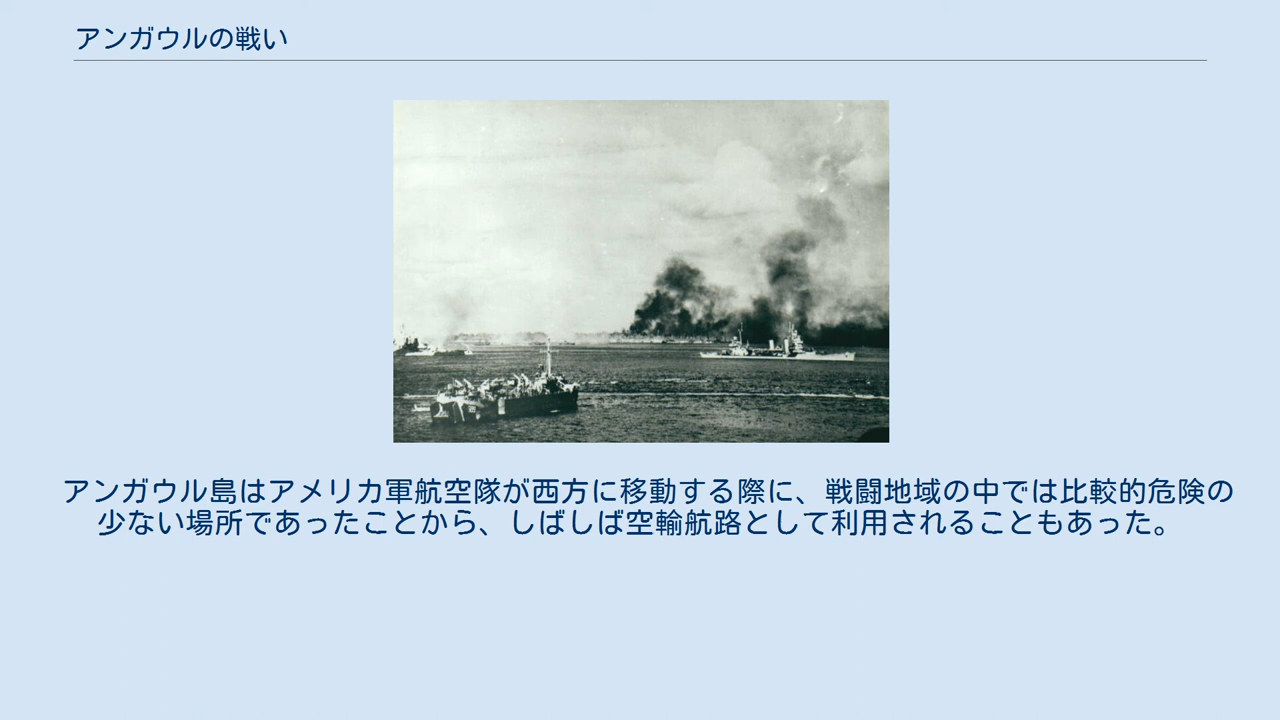 アンガウルの戦い
アンガウル島はアメリカ軍航空隊が西方に移動する際に、戦闘地域の中では比較的危険の
少ない場所であったことから、しばしば空輸航路として利用されることもあった。